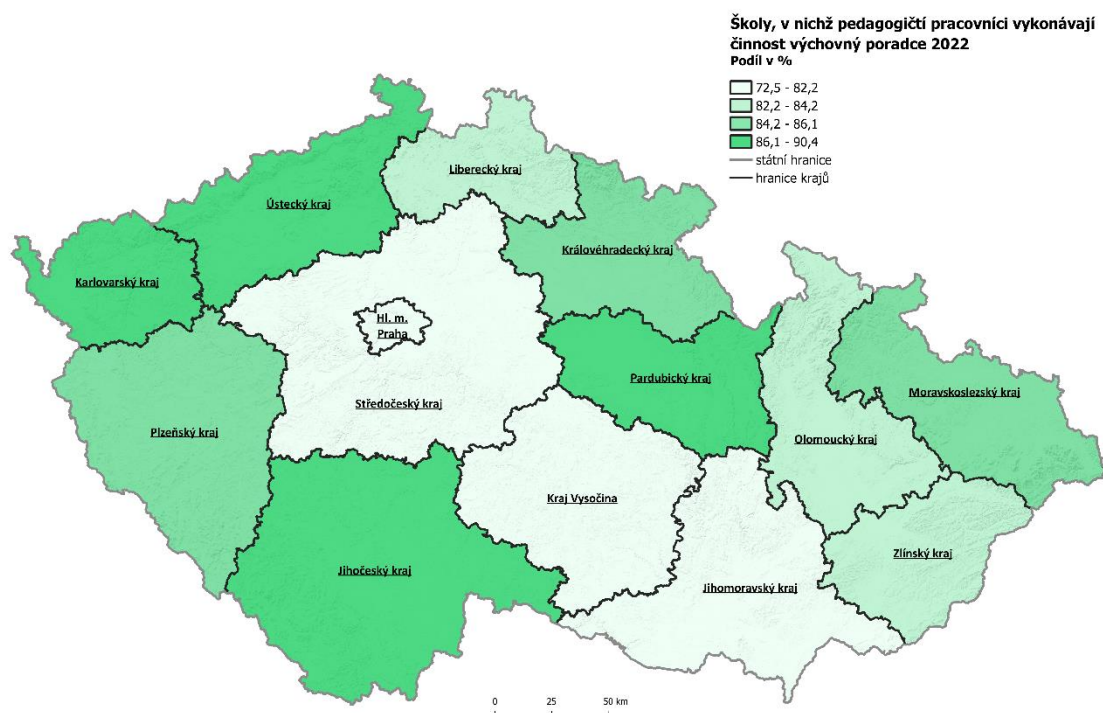 Školy, v nichž pedagogičtí pracovníci vykonávají
činnost výchovný poradce 2022
Podíl v %
72,5 - 82,2
82,2 - 84,2
84,2 - 86,1
86,1 - 90,4
státní hranice
hranice krajů
Liberecký kraj
Ústecký kraj
Královéhradecký kraj
Karlovarský kraj
Hl. m.
Praha
Pardubický kraj
Moravskoslezský kraj
Středočeský kraj
Plzeňský kraj
Olomoucký kraj
Kraj Vysočina
Zlínský kraj
Jihočeský kraj
Jihomoravský kraj
0 25 50 km